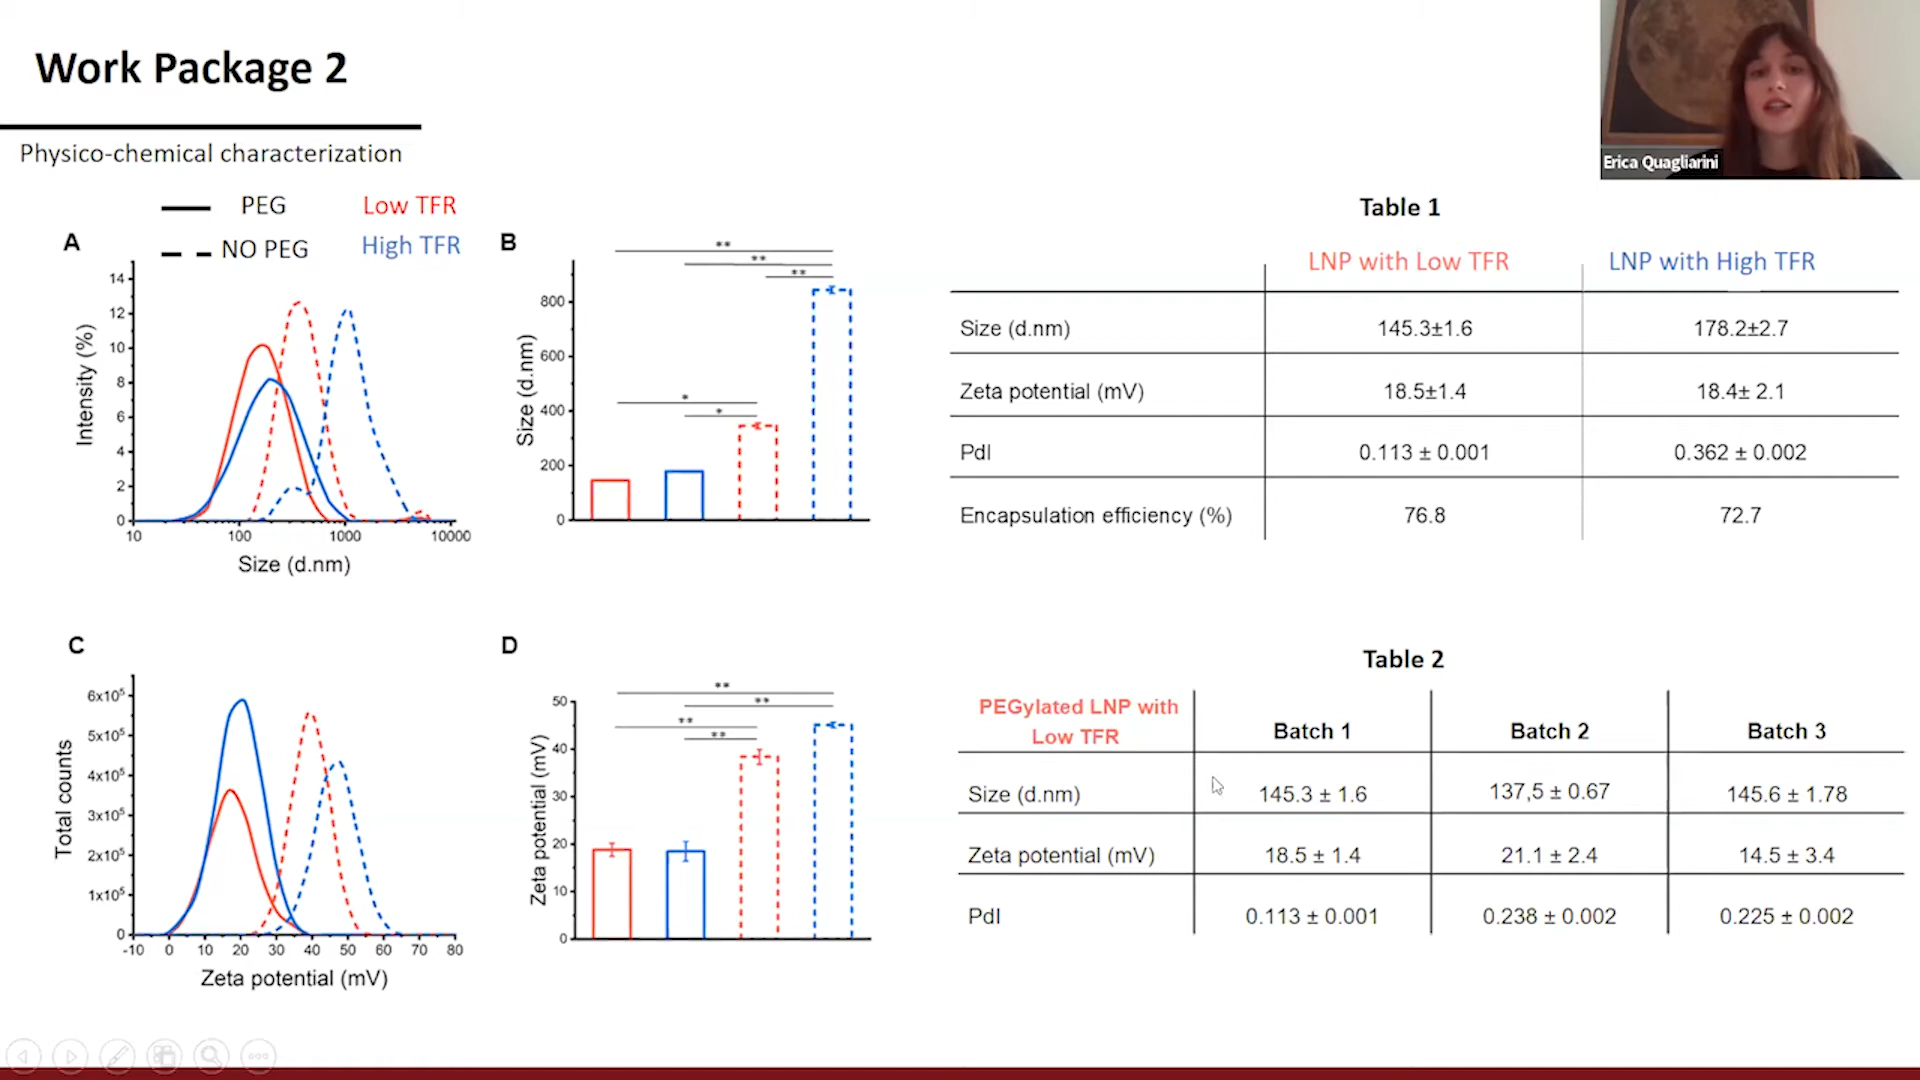 Work Package 2
Physico-chemical characterization
Erica Quagliarini
PEG
Low TFR
NO PEG
High TFR
A
14
12
10
8
6
4
2
0
Intensity (%)
10
100
1000
10000
Size (d.nm)
B
**
**
**
*
*
800
600
400
200
0
Size (d.nm)
Table 1
LNP with Low TFR
LNP with High TFR
Size (d.nm)
145.3±1.6
178.2±2.7
Zeta potential (mV)
18.5±1.4
18.4± 2.1
PdI
0.113 ± 0.001
0.362 ± 0.002
Encapsulation efficiency (%)
76.8
72.7
C
6x10⁵
5x10⁵
4x10⁵
3x10⁵
2x10⁵
1x10⁵
0
Total counts
-10
0
10
20
30
40
50
60
70
80
Zeta potential (mV)
D
**
**
**
**
50
40
30
20
10
0
Zeta potential (mV)
Table 2
PEGylated LNP with
Low TFR
Batch 1
Batch 2
Batch 3
Size (d.nm)
145.3 ± 1.6
137,5 ± 0.67
145.6 ± 1.78
Zeta potential (mV)
18.5 ± 1.4
21.1 ± 2.4
14.5 ± 3.4
PdI
0.113 ± 0.001
0.238 ± 0.002
0.225 ± 0.002